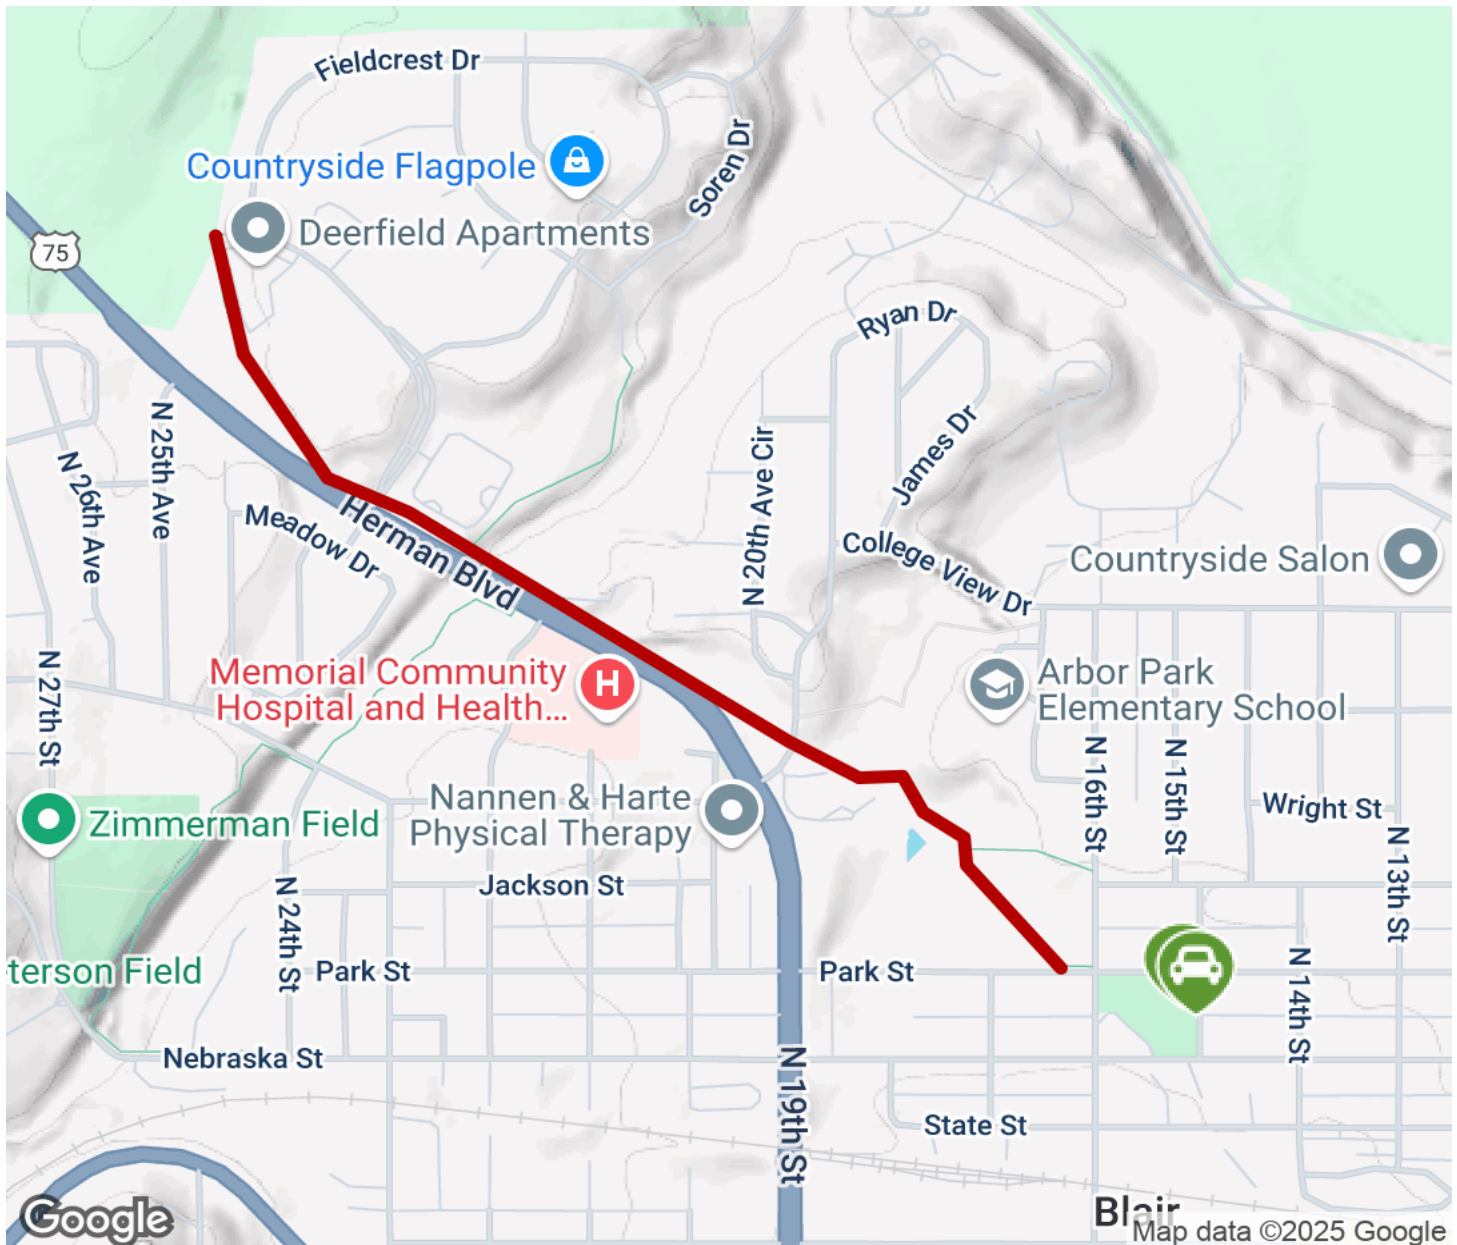 Fieldcrest Dr
Countryside Flagpole
Soren Dr
75
Deerfield Apartments
Ryan Dr
N 25th Ave
N 26th Ave
Meadow Dr
Herman Blvd
N 20th Ave Cir
James Dr
College View Dr
Countryside Salon
N 27th St
Memorial Community
Hospital and Health...
H
Arbor Park
Elementary School
N 16th St
N 15th St
Nannen & Harte
Physical Therapy
Wright St
Zimmerman Field
Jackson St
N 13th St
N 24th St
terson Field
Park St
Park St
N 14th St
Nebraska St
N 19th St
State St
Blair
Google
Map data ©2025 Google